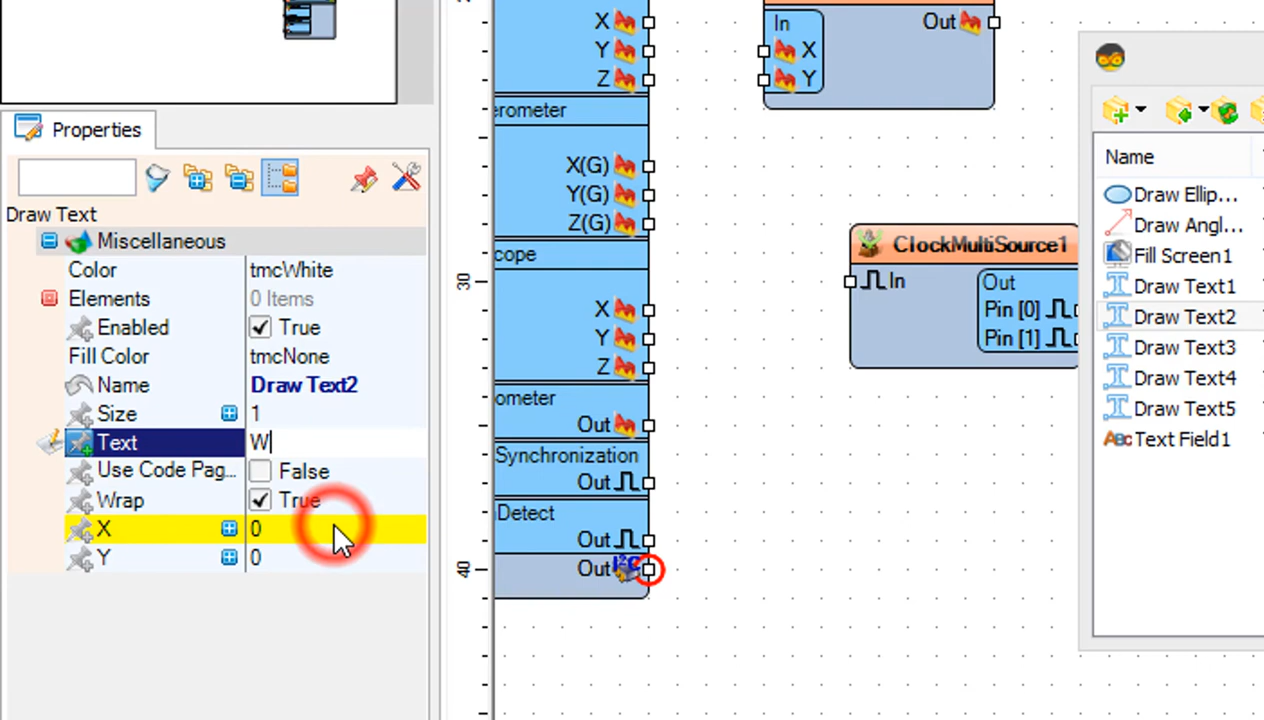 Properties
Draw Text
Miscellaneous
Color tmcWhite
Elements 0 Items
Enabled True
Fill Color tmcNone
Name Draw Text2
Size 1
Text W
Use Code Pag... False
Wrap True
X 0
Y 0
30
40
X
Y
Z
erometer
X(G)
Y(G)
Z(G)
cope
X
Y
Z
ometer
Out
Synchronization
Out
Detect
Out
Out I²C
In Out
X
Y
ClockMultiSource1
In Out
Pin [0]
Pin [1]
Name
Draw Ellip...
Draw Angl...
Fill Screen1
Draw Text1
Draw Text2
Draw Text3
Draw Text4
Draw Text5
Abc Text Field1